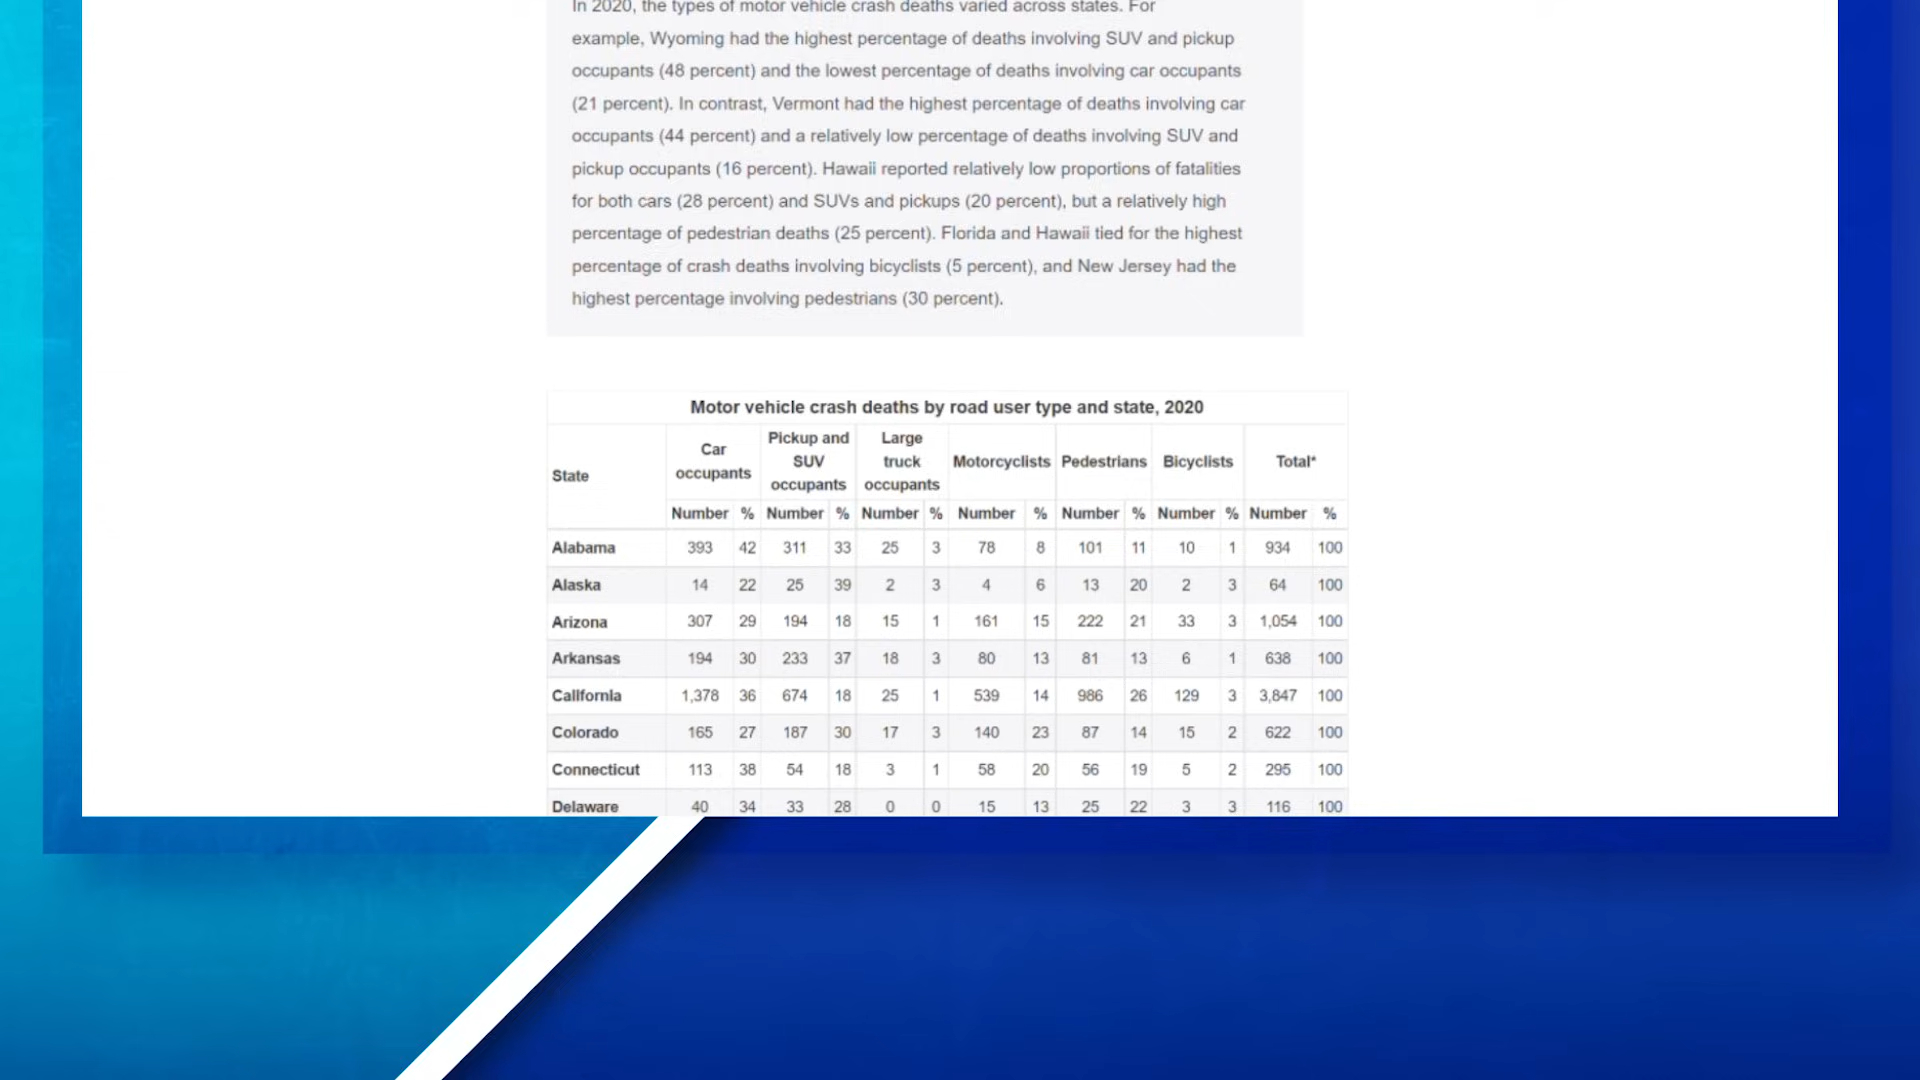 In 2020, the types of motor vehicle crash deaths varied across states. For
example, Wyoming had the highest percentage of deaths involving SUV and pickup
occupants (48 percent) and the lowest percentage of deaths involving car occupants
(21 percent). In contrast, Vermont had the highest percentage of deaths involving car
occupants (44 percent) and a relatively low percentage of deaths involving SUV and
pickup occupants (16 percent). Hawaii reported relatively low proportions of fatalities
for both cars (28 percent) and SUVs and pickups (20 percent), but a relatively high
percentage of pedestrian deaths (25 percent). Florida and Hawaii tied for the highest
percentage of crash deaths involving bicyclists (5 percent), and New Jersey had the
highest percentage involving pedestrians (30 percent).
Motor vehicle crash deaths by road user type and state, 2020
State Car occupants Pickup and SUV occupants Large truck occupants Motorcyclists Pedestrians Bicyclists Total*
Number % Number % Number % Number % Number % Number % Number %
Alabama 393 42 311 33 25 3 78 8 101 11 10 1 934 100
Alaska 14 22 25 39 2 3 4 6 13 20 2 3 64 100
Arizona 307 29 194 18 15 1 161 15 222 21 33 3 1,054 100
Arkansas 194 30 233 37 18 3 80 13 81 13 6 1 638 100
California 1,378 36 674 18 25 1 539 14 986 26 129 3 3,847 100
Colorado 165 27 187 30 17 3 140 23 87 14 15 2 622 100
Connecticut 113 38 54 18 3 1 58 20 56 19 5 2 295 100
Delaware 40 34 33 28 0 0 15 13 25 22 3 3 116 100